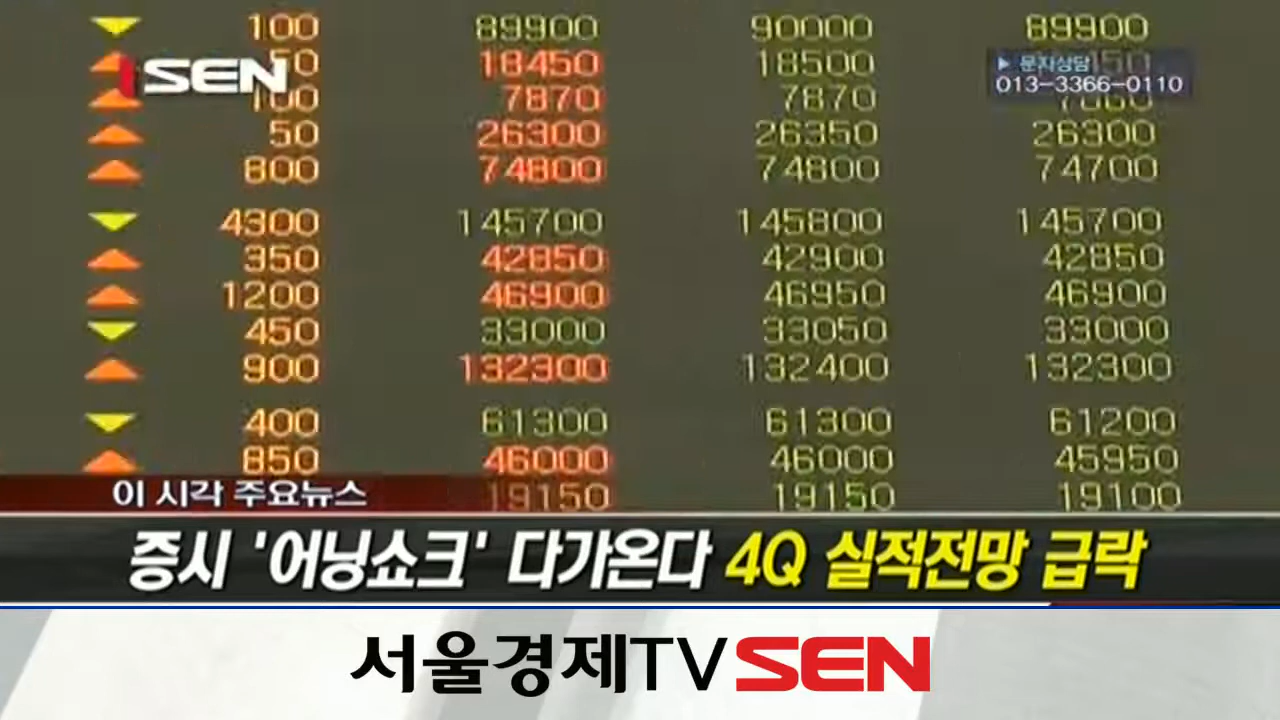 100 89900 90000 89900
SEN 50 18450 18500
▶ 문자상담
013-3366-0110
100 7870 7870 7860
50 26300 26350 26300
800 74800 74800 74700
4300 145700 145800 145700
350 42850 42900 42850
1200 46900 46950 46900
450 33000 33050 33000
900 132300 132400 132300
400 61300 61300 61200
850 46000 46000 45950
이 시각 주요뉴스 19150 19150 19100
증시 '어닝쇼크' 다가온다 4Q 실적전망 급락
서울경제TV SEN